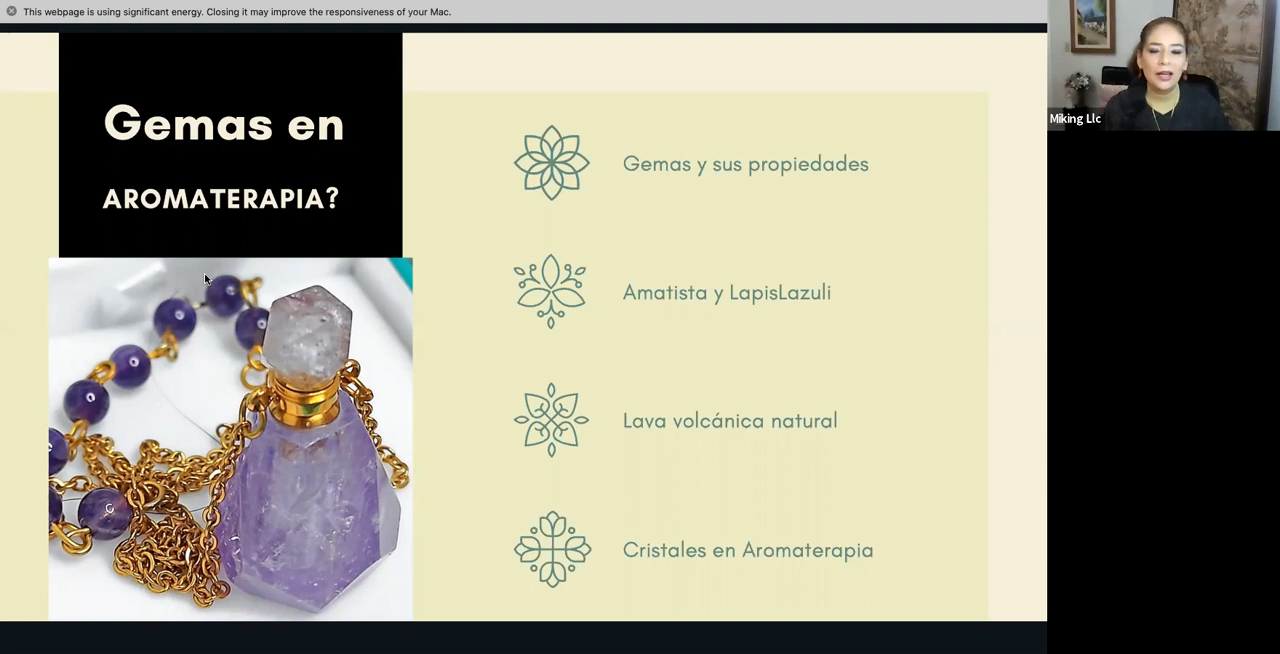 This webpage is using significant energy. Closing it may improve the responsiveness of your Mac.
Gemas en
AROMATERAPIA?
Gemas y sus propiedades
Amatista y LapisLazuli
Lava volcánica natural
Cristales en Aromaterapia
Miking Llc